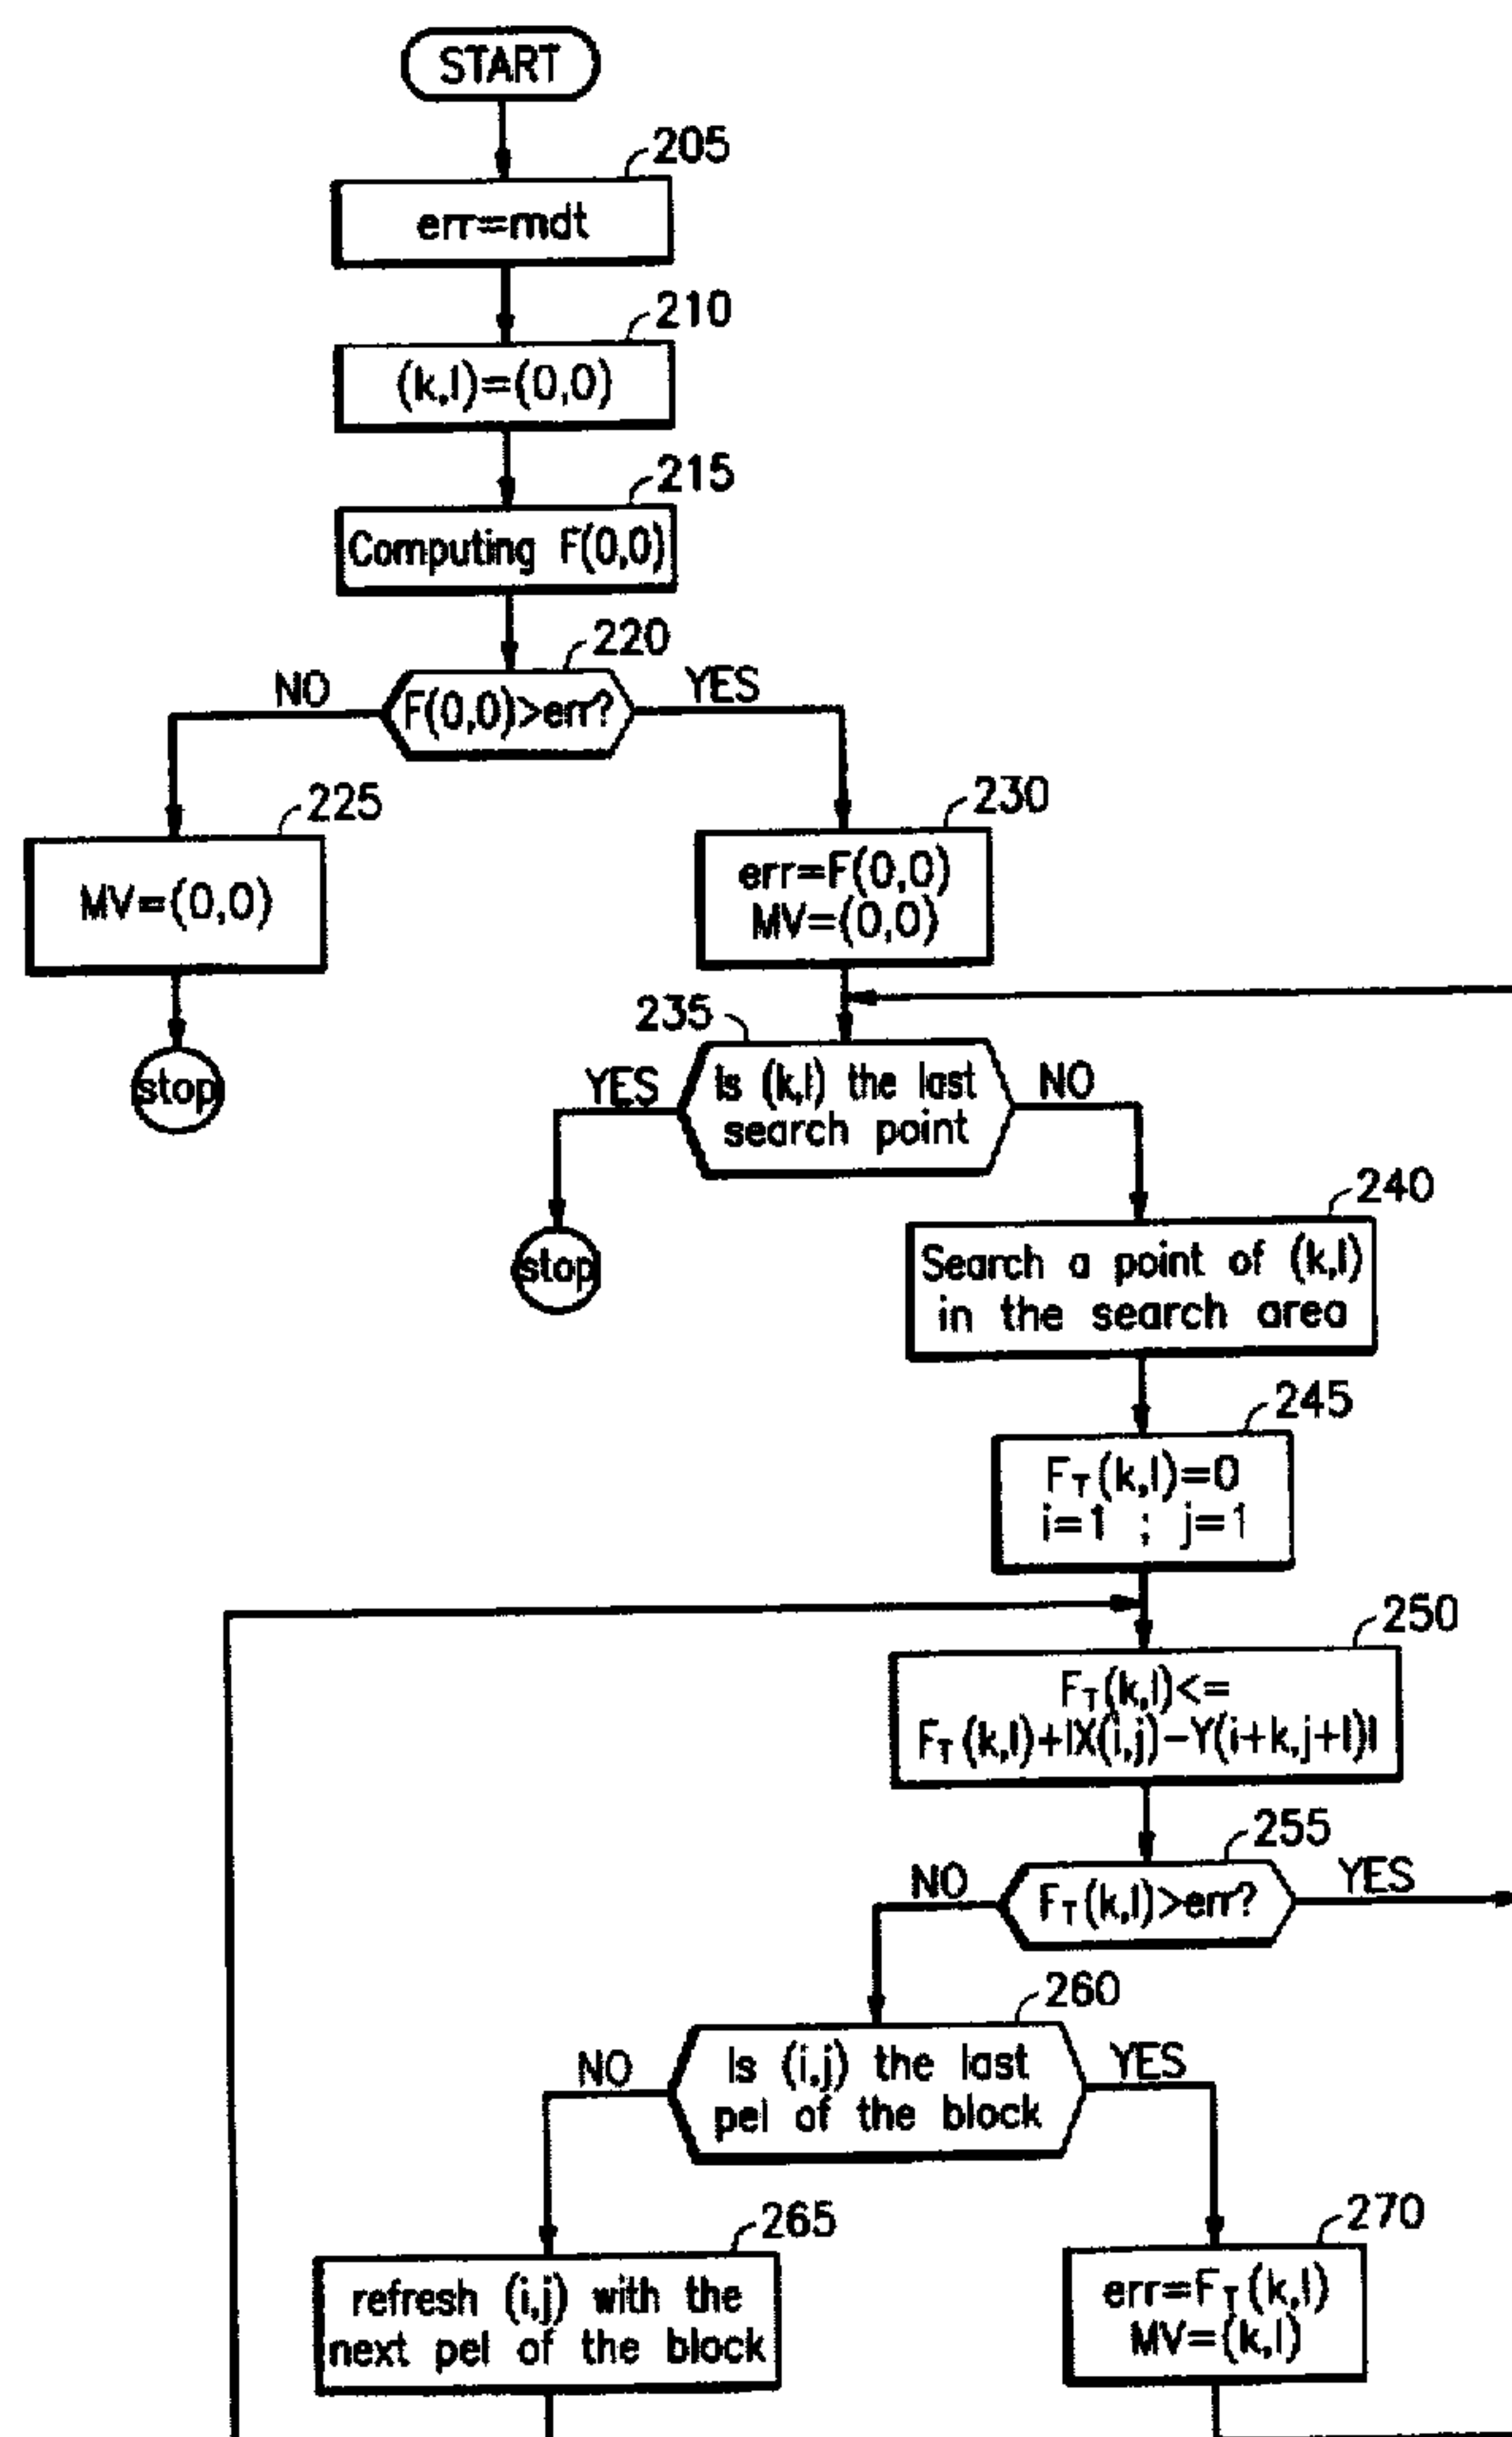 START
205
err=mdt
210
(k,l)=(0,0)
215
Computing F(0,0)
220
NO
F(0,0)>err?
YES
225
MV=(0,0)
stop
230
err=F(0,0)
MV=(0,0)
235
YES
Is (k,l) the last
search point
NO
stop
240
Search a point of (k,l)
in the search area
245
F_T(k,l)=0
i=1 ; j=1
250
F_T(k,l)<=
F_T(k,l)+|X(i,j)-Y(i+k,j+l)|
255
NO
F_T(k,l)>err?
YES
260
NO
Is (i,j) the last
pel of the block
YES
265
refresh (i,j) with the
next pel of the block
270
err=F_T(k,l)
MV=(k,l)